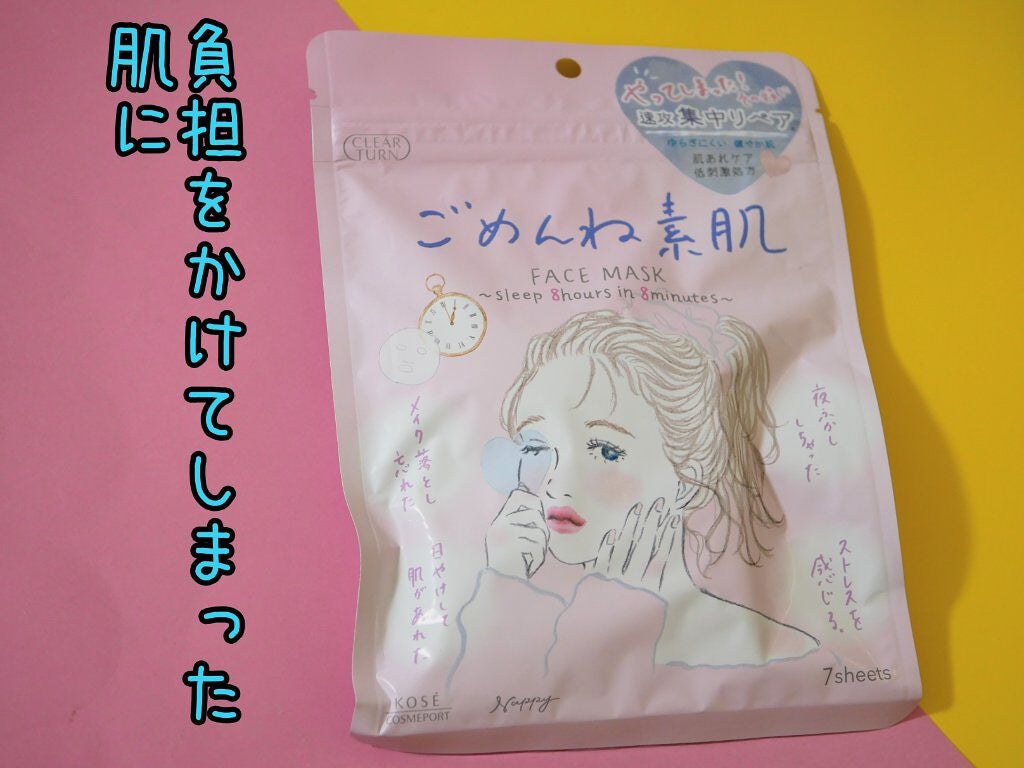 負担をかけてしまった
肌に
CLEAR
TURN
やってしまった!
速攻集中リペア
ゆらぎにくい 健やか肌
肌あれケア
低刺激処方
ごめんね素肌
FACE MASK
~sleep 8hours in 8minutes~
メイク落とし
忘れた
夜ふかし
しちゃった
日やけして
肌があれた
ストレスを
感じる。
7sheets
KOSÉ
COSMEPORT